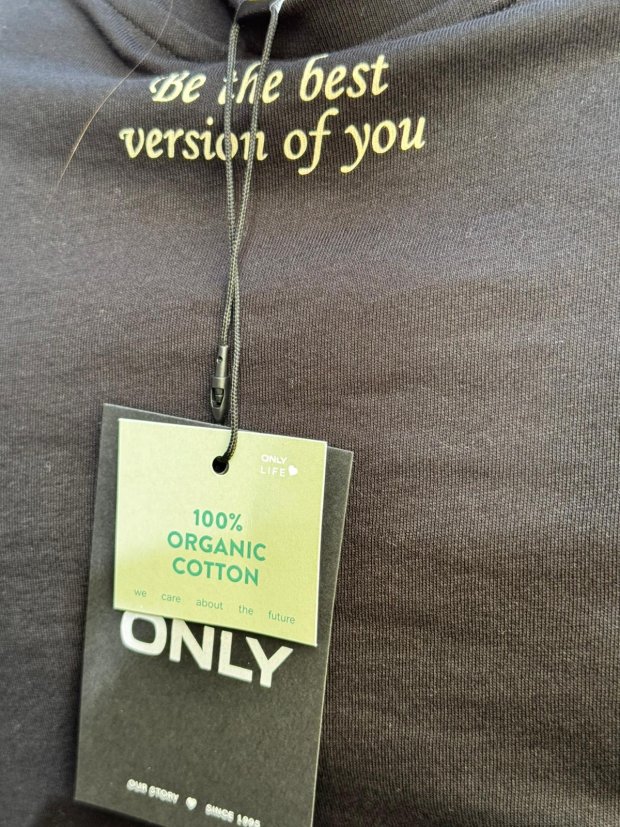 Be the best
version of you
ONLY
LIFE
100%
ORGANIC
COTTON
we care about the future
ONLY
OUR STORY
SINCE 1995